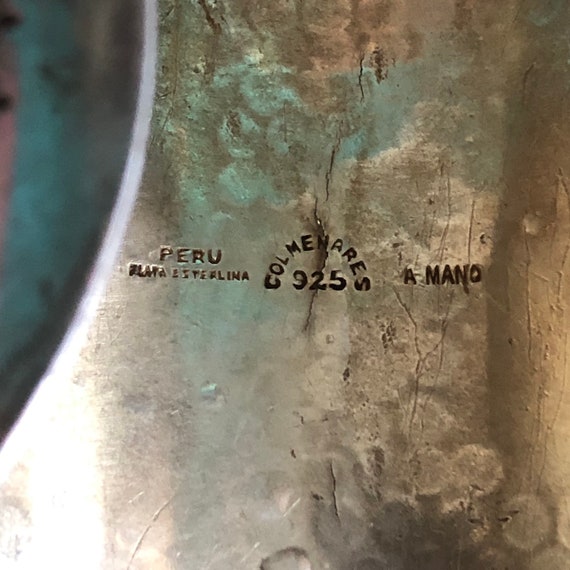 PERU
PLATA ESTERLINA
COLMENARES
925
A MANO